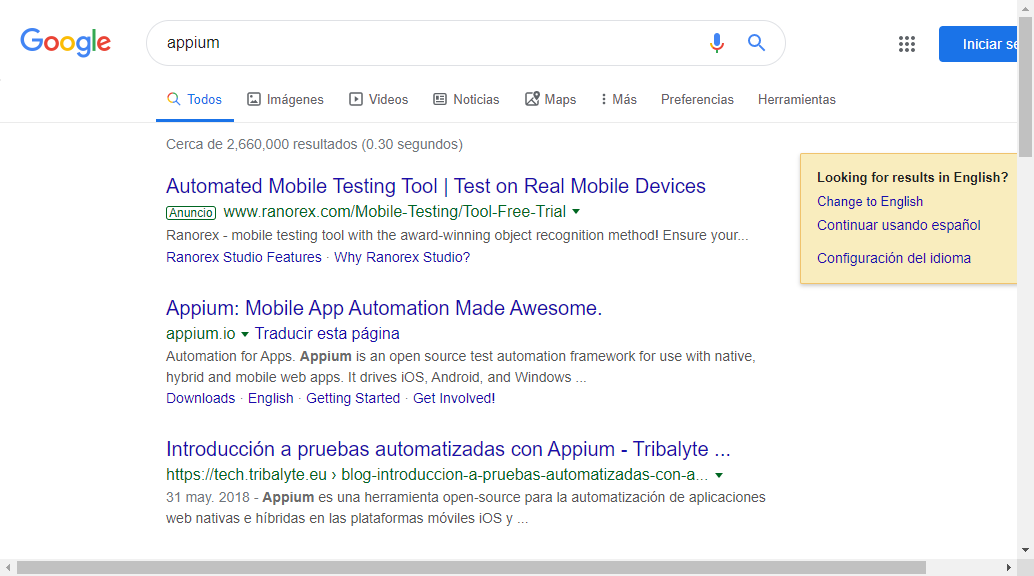 Google
appium
Iniciar se
Todos Imágenes Videos Noticias Maps Más Preferencias Herramientas
Cerca de 2,660,000 resultados (0.30 segundos)
Automated Mobile Testing Tool | Test on Real Mobile Devices
Anuncio www.ranorex.com/Mobile-Testing/Tool-Free-Trial
Ranorex - mobile testing tool with the award-winning object recognition method! Ensure your...
Ranorex Studio Features · Why Ranorex Studio?
Looking for results in English?
Change to English
Continuar usando español
Configuración del idioma
Appium: Mobile App Automation Made Awesome.
appium.io Traducir esta página
Automation for Apps. Appium is an open source test automation framework for use with native,
hybrid and mobile web apps. It drives iOS, Android, and Windows ...
Downloads · English · Getting Started · Get Involved!
Introducción a pruebas automatizadas con Appium - Tribalyte ...
https://tech.tribalyte.eu › blog-introduccion-a-pruebas-automatizadas-con-a...
31 may. 2018 - Appium es una herramienta open-source para la automatización de aplicaciones
web nativas e híbridas en las plataformas móviles iOS y ...